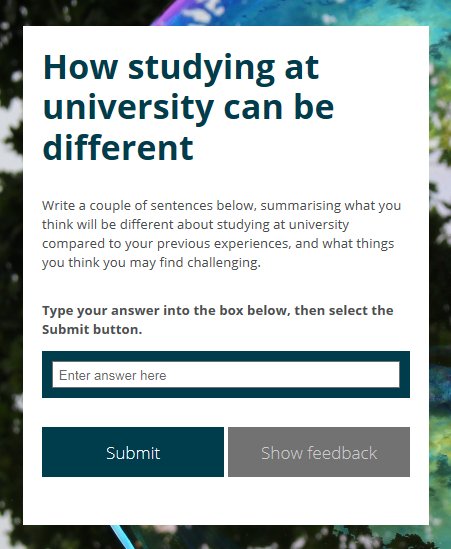 How studying at
university can be
different
Write a couple of sentences below, summarising what you
think will be different about studying at university
compared to your previous experiences, and what things
you think you may find challenging.
Type your answer into the box below, then select the
Submit button.
Enter answer here
Submit
Show feedback